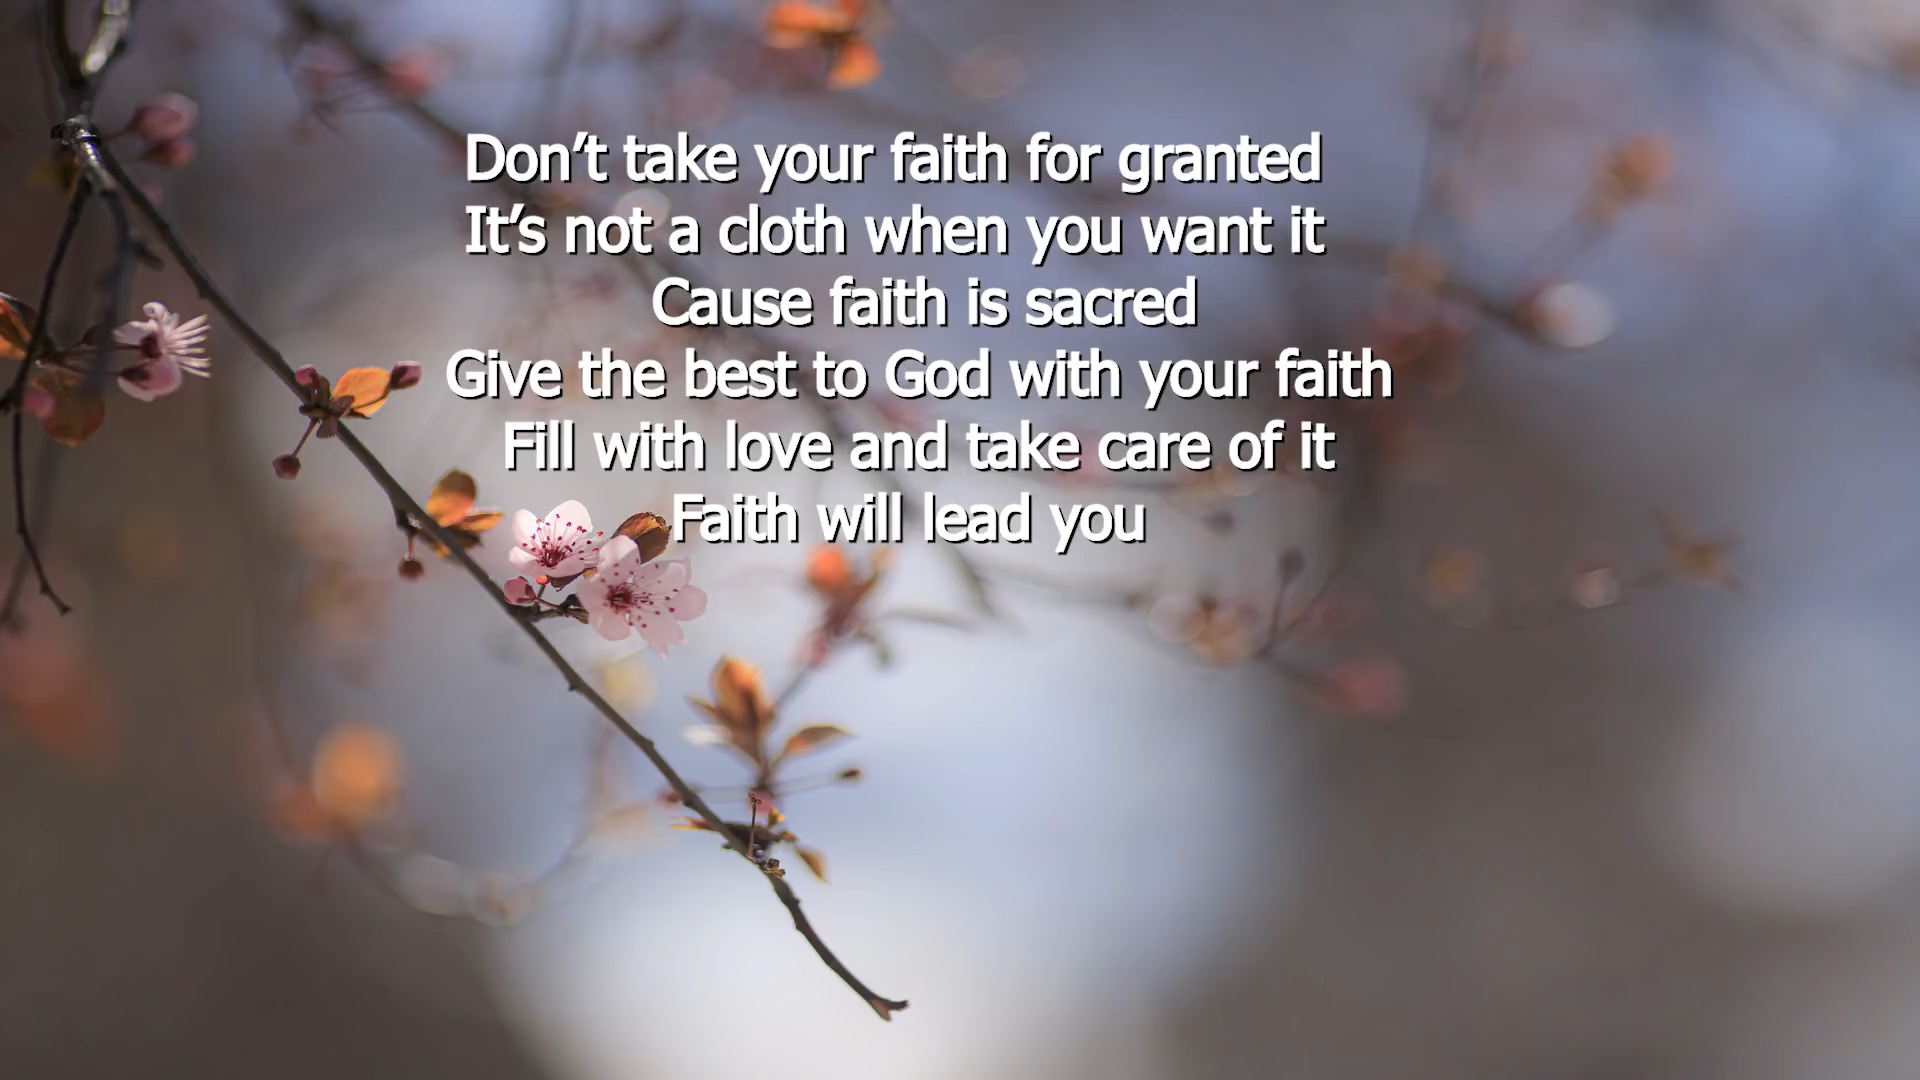 Don’t take your faith for granted
It’s not a cloth when you want it
Cause faith is sacred
Give the best to God with your faith
Fill with love and take care of it
Faith will lead you